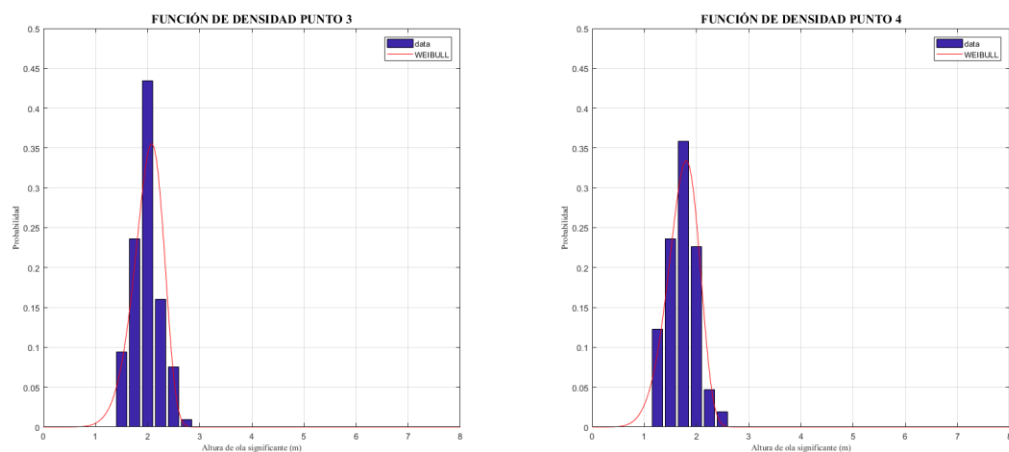 FUNCIÓN DE DENSIDAD PUNTO 3
0.5
0.45
0.4
0.35
0.3
0.25
0.2
0.15
0.1
0.05
0
Probabilidad
data
WEIBULL
0 1 2 3 4 5 6 7 8
Altura de ola significante (m)
FUNCIÓN DE DENSIDAD PUNTO 4
0.5
0.45
0.4
0.35
0.3
0.25
0.2
0.15
0.1
0.05
0
Probabilidad
data
WEIBULL
0 1 2 3 4 5 6 7 8
Altura de ola significante (m)